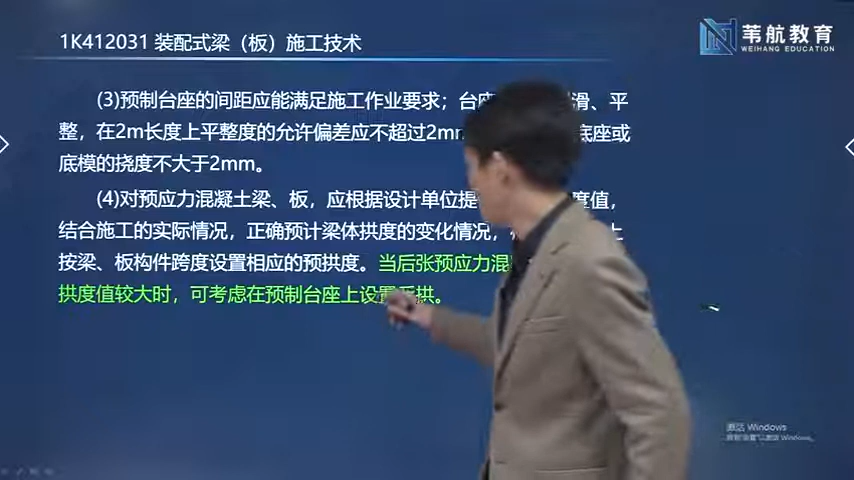 1K412031 装配式梁（板）施工技术
苇航教育
WEIHANG EDUCATION
(3)预制台座的间距应能满足施工作业要求；台座 滑、平
整，在2m长度上平整度的允许偏差应不超过2m 底座或
底模的挠度不大于2mm。
(4)对预应力混凝土梁、板，应根据设计单位提 度值，
结合施工的实际情况，正确预计梁体拱度的变化情况， 上
按梁、板构件跨度设置相应的预拱度。当后张预应力混
拱度值较大时，可考虑在预制台座上设置反拱。
激活 Windows